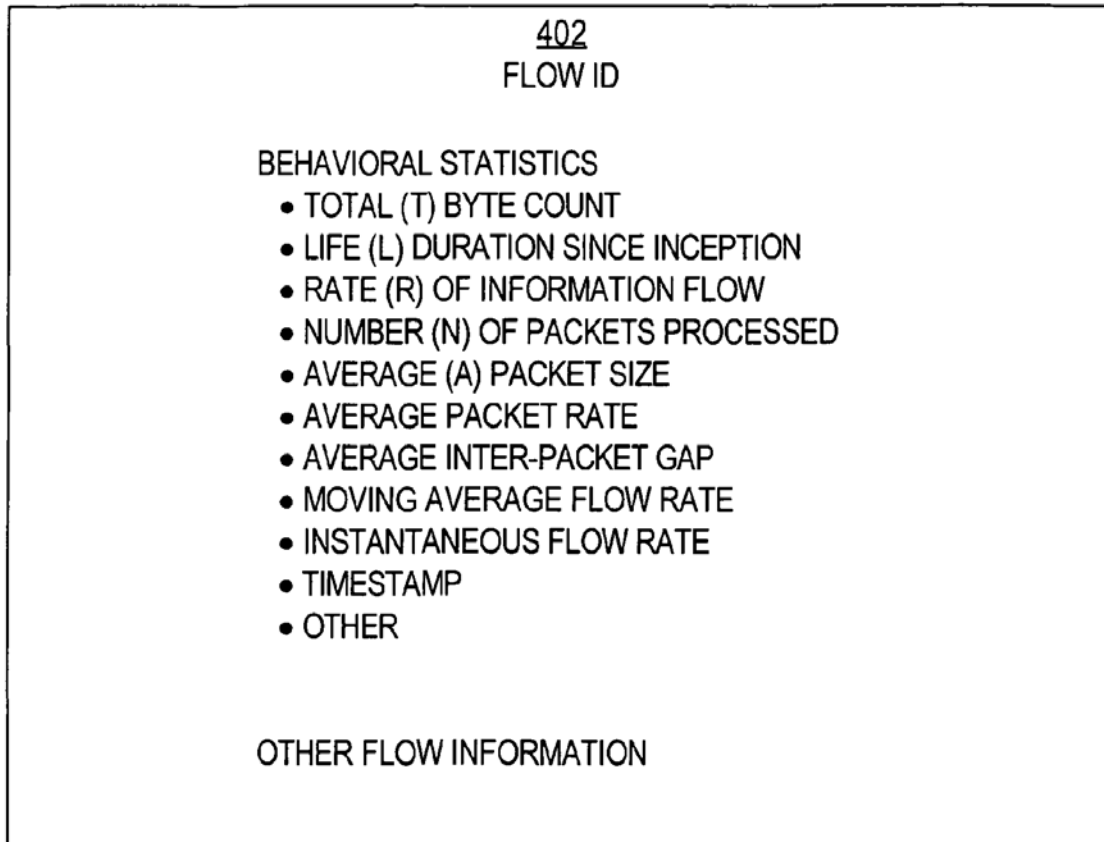 402
FLOW ID
BEHAVIORAL STATISTICS
• TOTAL (T) BYTE COUNT
• LIFE (L) DURATION SINCE INCEPTION
• RATE (R) OF INFORMATION FLOW
• NUMBER (N) OF PACKETS PROCESSED
• AVERAGE (A) PACKET SIZE
• AVERAGE PACKET RATE
• AVERAGE INTER-PACKET GAP
• MOVING AVERAGE FLOW RATE
• INSTANTANEOUS FLOW RATE
• TIMESTAMP
• OTHER
OTHER FLOW INFORMATION